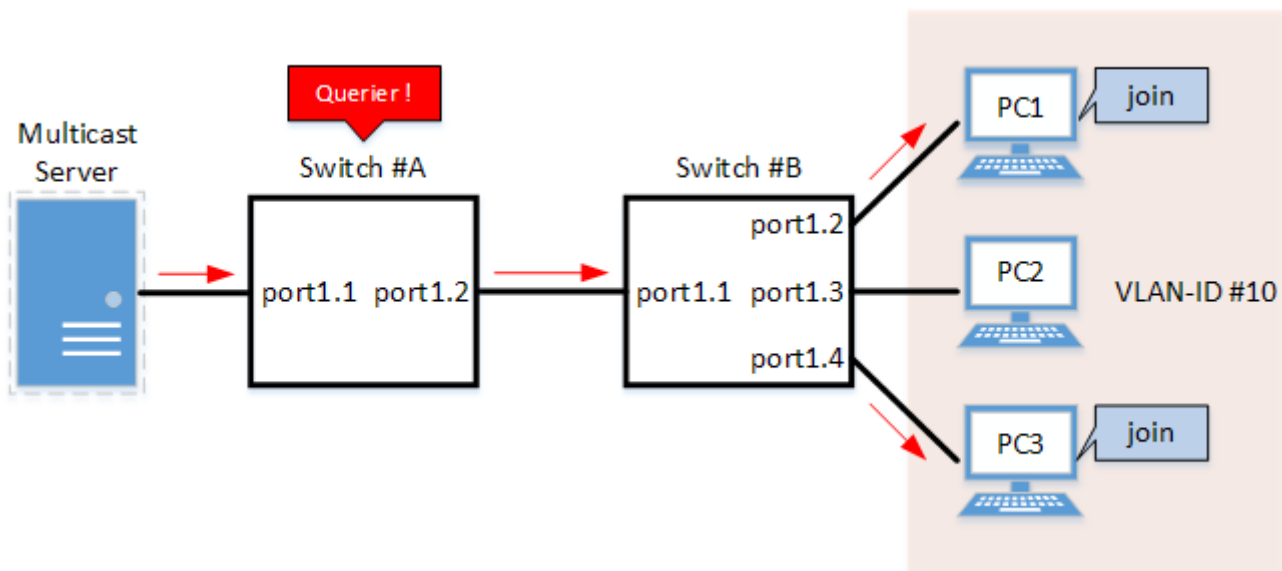 Querier !
Multicast
Server
Switch #A
Switch #B
port1.1
port1.2
port1.1
port1.2
port1.3
port1.4
PC1
join
PC2
VLAN-ID #10
PC3
join